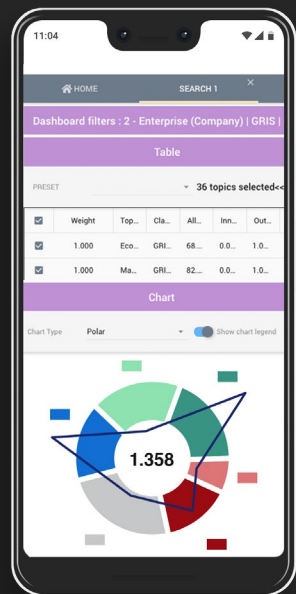 11:04
HOME SEARCH 1 ×
Dashboard filters : 2 - Enterprise (Company) | GRIS |
Table
PRESET 36 topics selected<<
Weight Top... Cla... All... Inn... Out...
1.000 Eco... GRI... 68.... 0.0... 1.0...
1.000 Ma... GRI... 82.... 0.0... 1.0...
Chart
Chart Type Polar Show chart legend
1.358